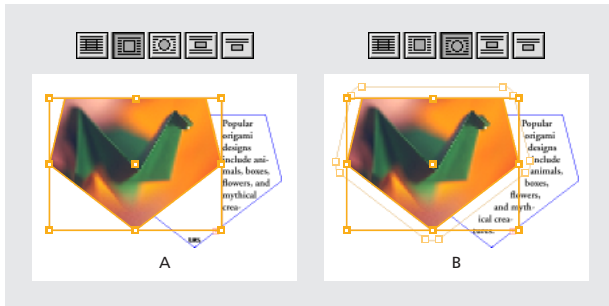 Popular
origami
designs
include ani-
mals, boxes,
flowers, and
mythical
crea-
tures.
A
Popular
origami
designs
include
animals,
boxes,
flowers,
and myth-
ical crea-
tures.
B